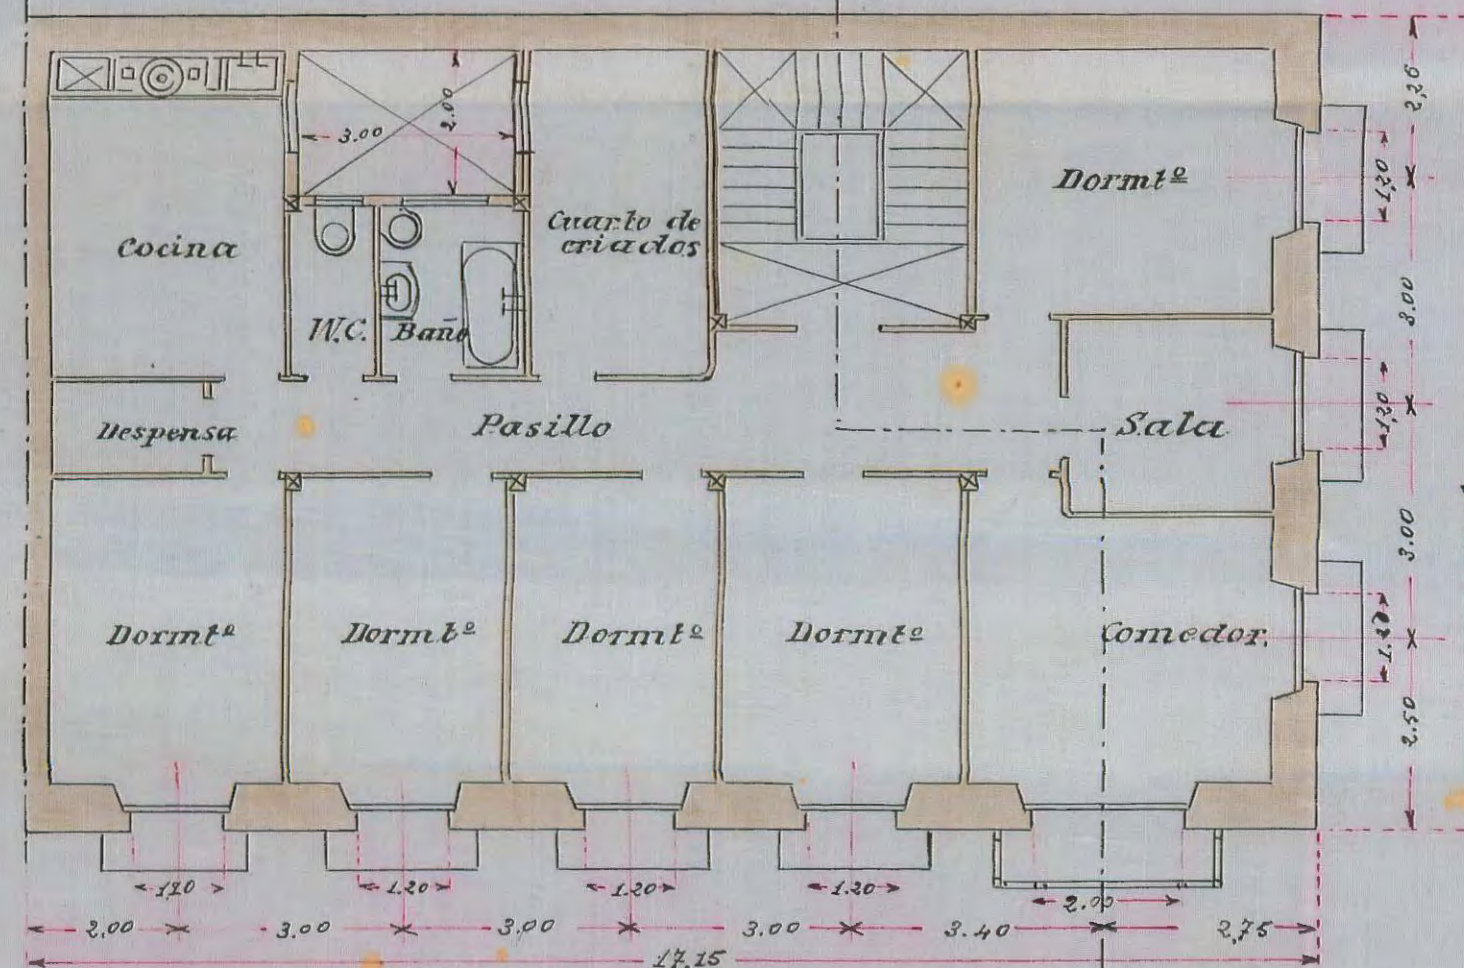 2,26
2.00
3.00
Dormtº
1,20
Cuarto de
criados
Cocina
3.00
W.C.
Baño
Despensa
Pasillo
Sala
1,20
3.00
Dormtº
Dormtº
Dormtº
Dormtº
Comedor.
1.20
2.50
1.20
1.20
1.20
2.00
2,00
3.00
3,00
3.00
3.40
2,75
17,15